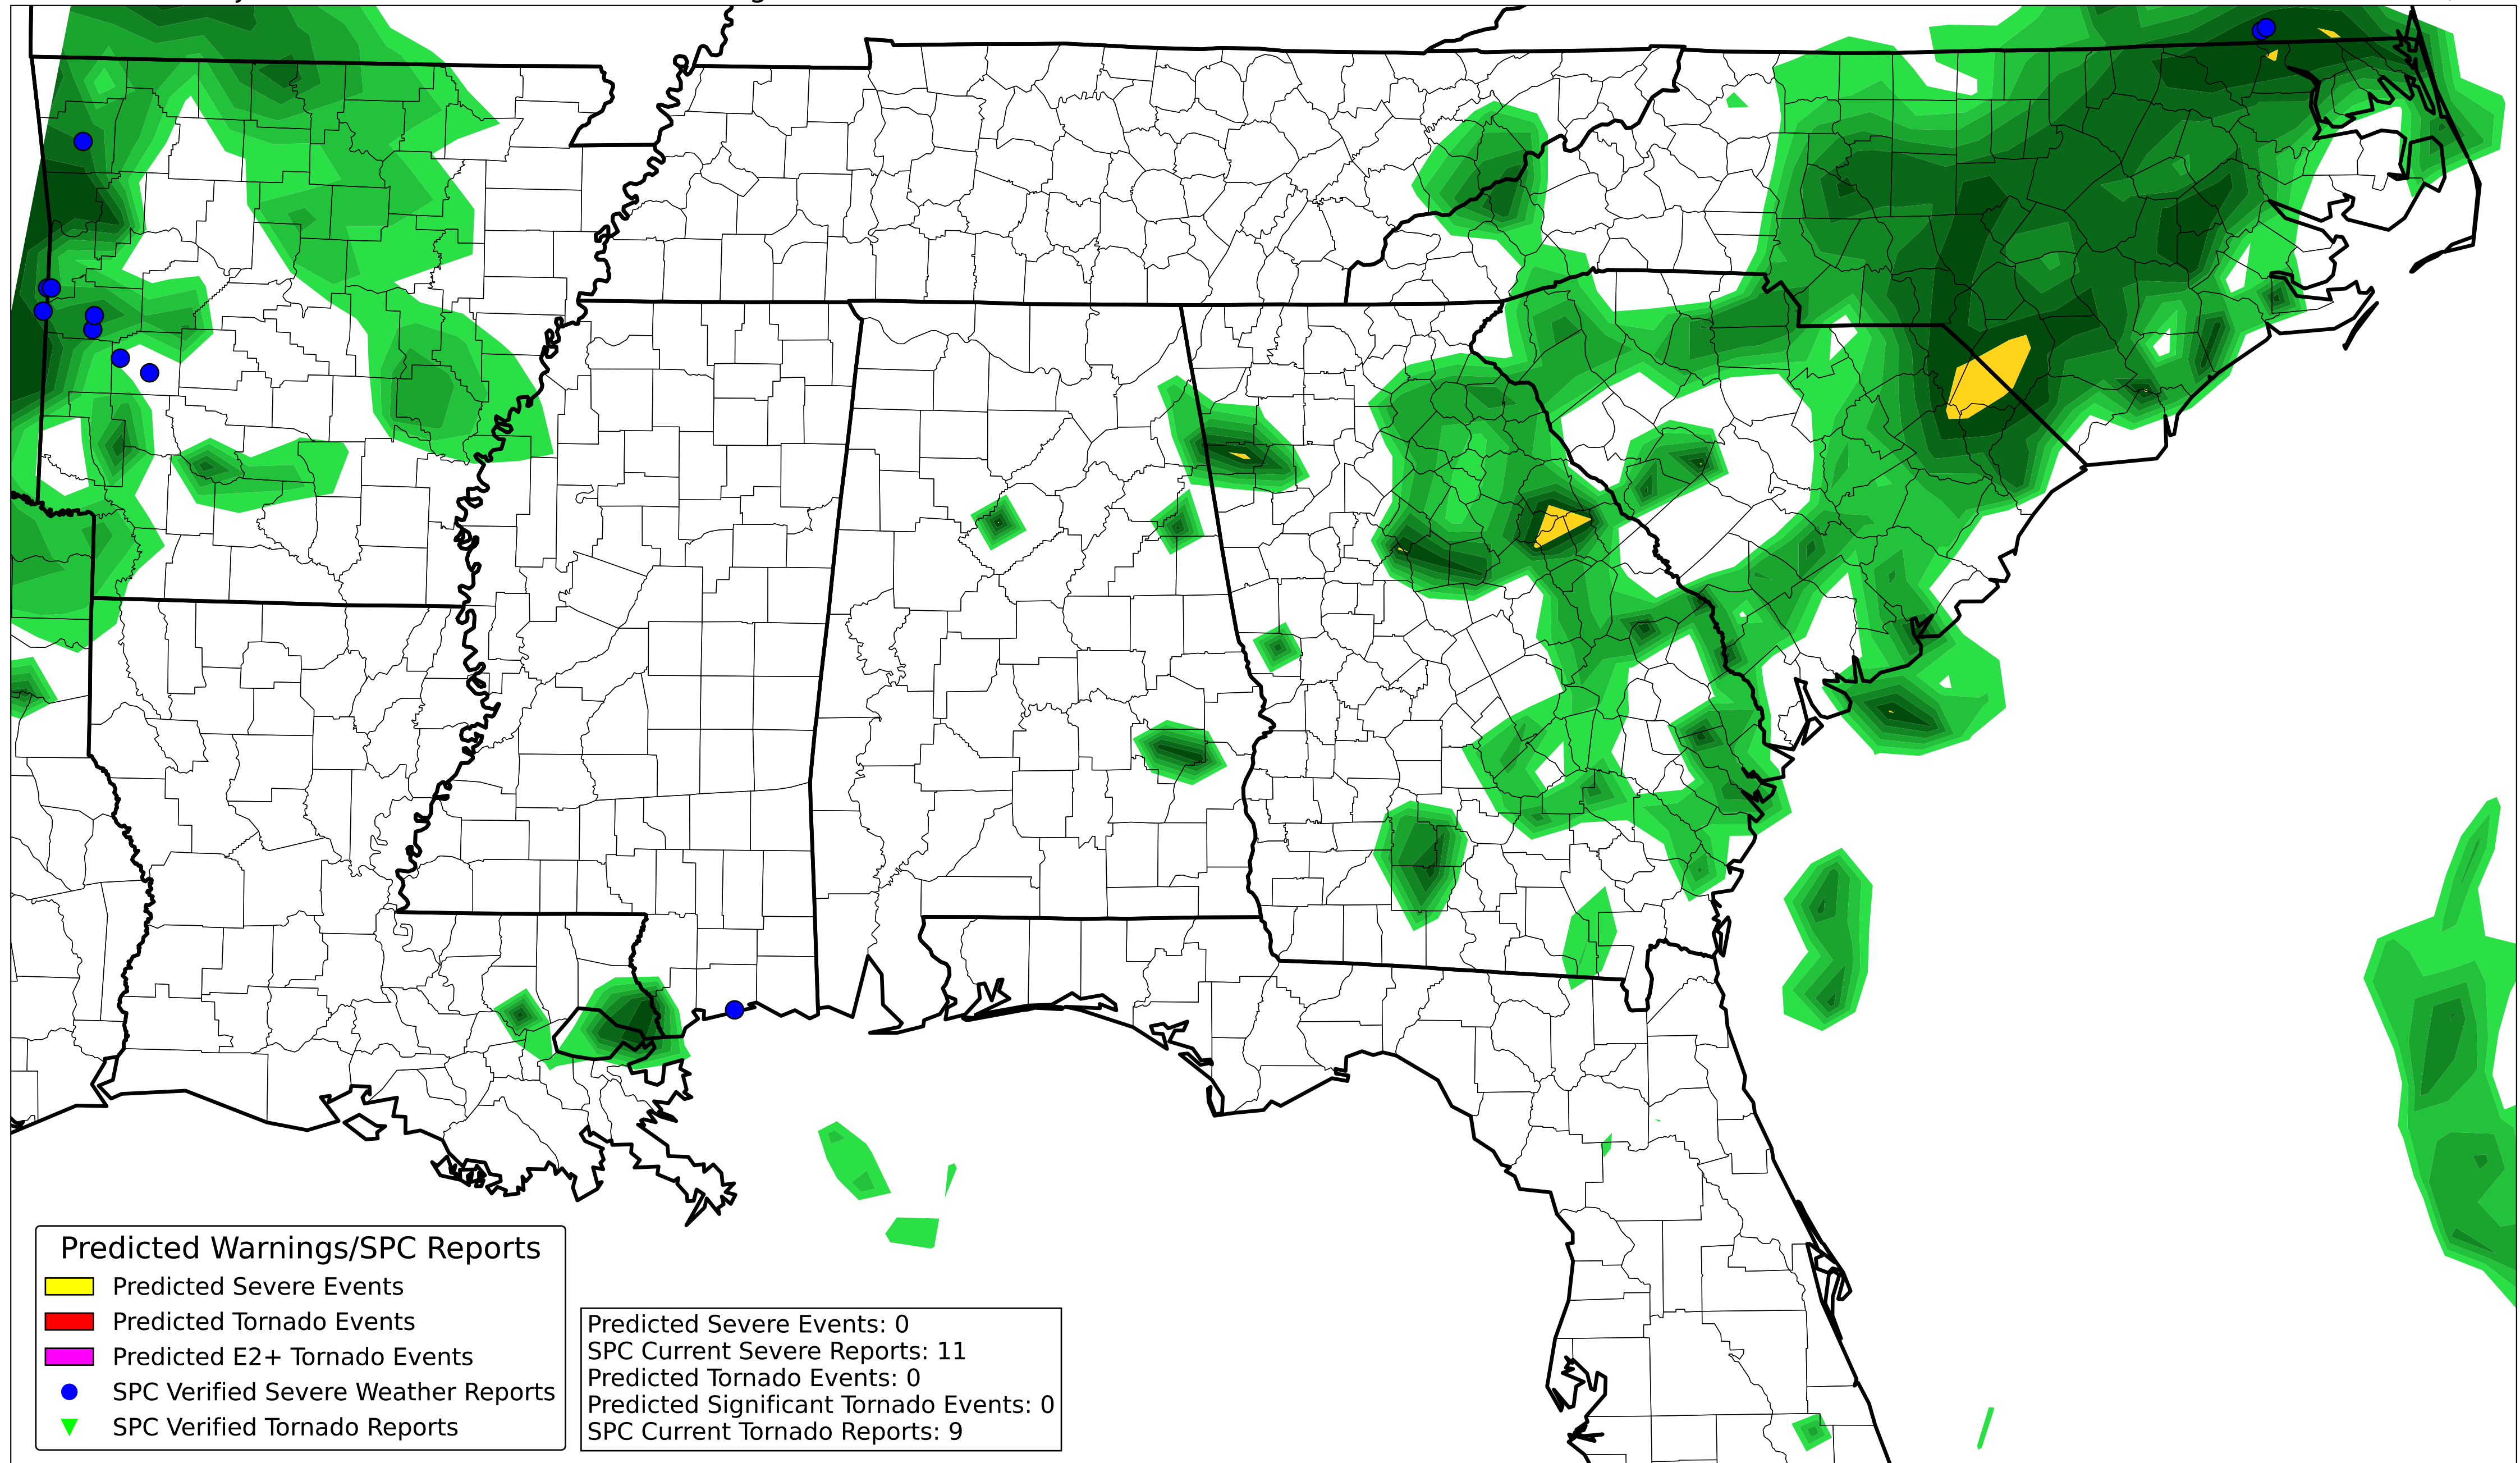 Predicted Warnings/SPC Reports
Predicted Severe Events
Predicted Tornado Events
Predicted E2+ Tornado Events
SPC Verified Severe Weather Reports
SPC Verified Tornado Reports
Predicted Severe Events: 0
SPC Current Severe Reports: 11
Predicted Tornado Events: 0
Predicted Significant Tornado Events: 0
SPC Current Tornado Reports: 9